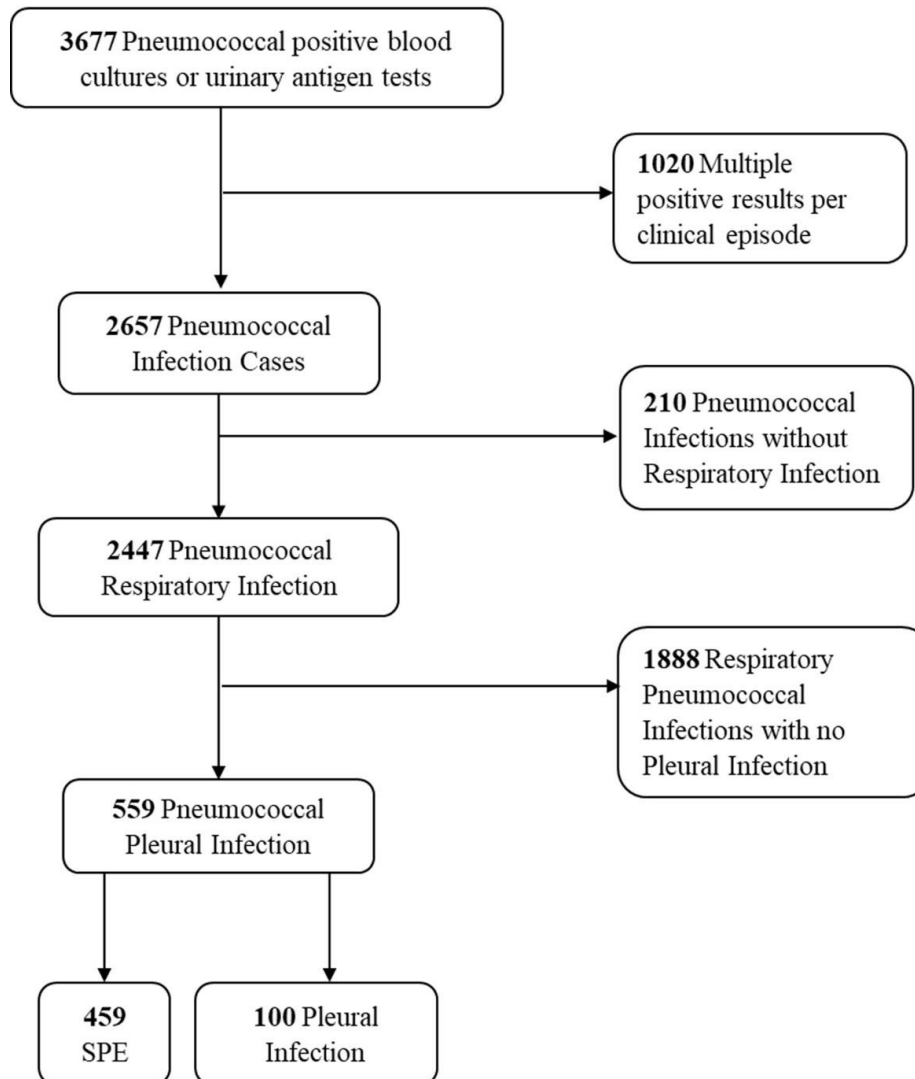 3677 Pneumococcal positive blood
cultures or urinary antigen tests
1020 Multiple
positive results per
clinical episode
2657 Pneumococcal
Infection Cases
210 Pneumococcal
Infections without
Respiratory Infection
2447 Pneumococcal
Respiratory Infection
1888 Respiratory
Pneumococcal
Infections with no
Pleural Infection
559 Pneumococcal
Pleural Infection
459
SPE
100 Pleural
Infection